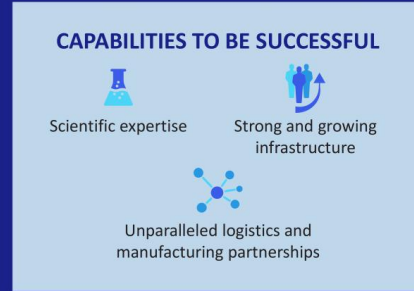 CAPABILITIES TO BE SUCCESSFUL
Scientific expertise
Strong and growing
infrastructure
Unparalleled logistics and
manufacturing partnerships